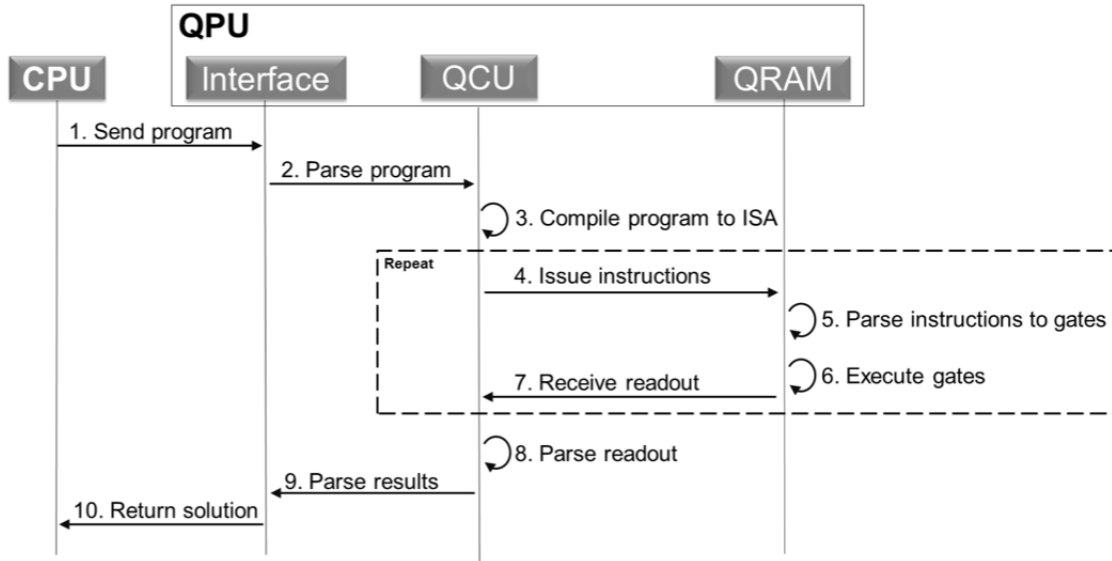 QPU
CPU
Interface
QCU
QRAM
1. Send program
2. Parse program
3. Compile program to ISA
Repeat
4. Issue instructions
5. Parse instructions to gates
6. Execute gates
7. Receive readout
8. Parse readout
9. Parse results
10. Return solution